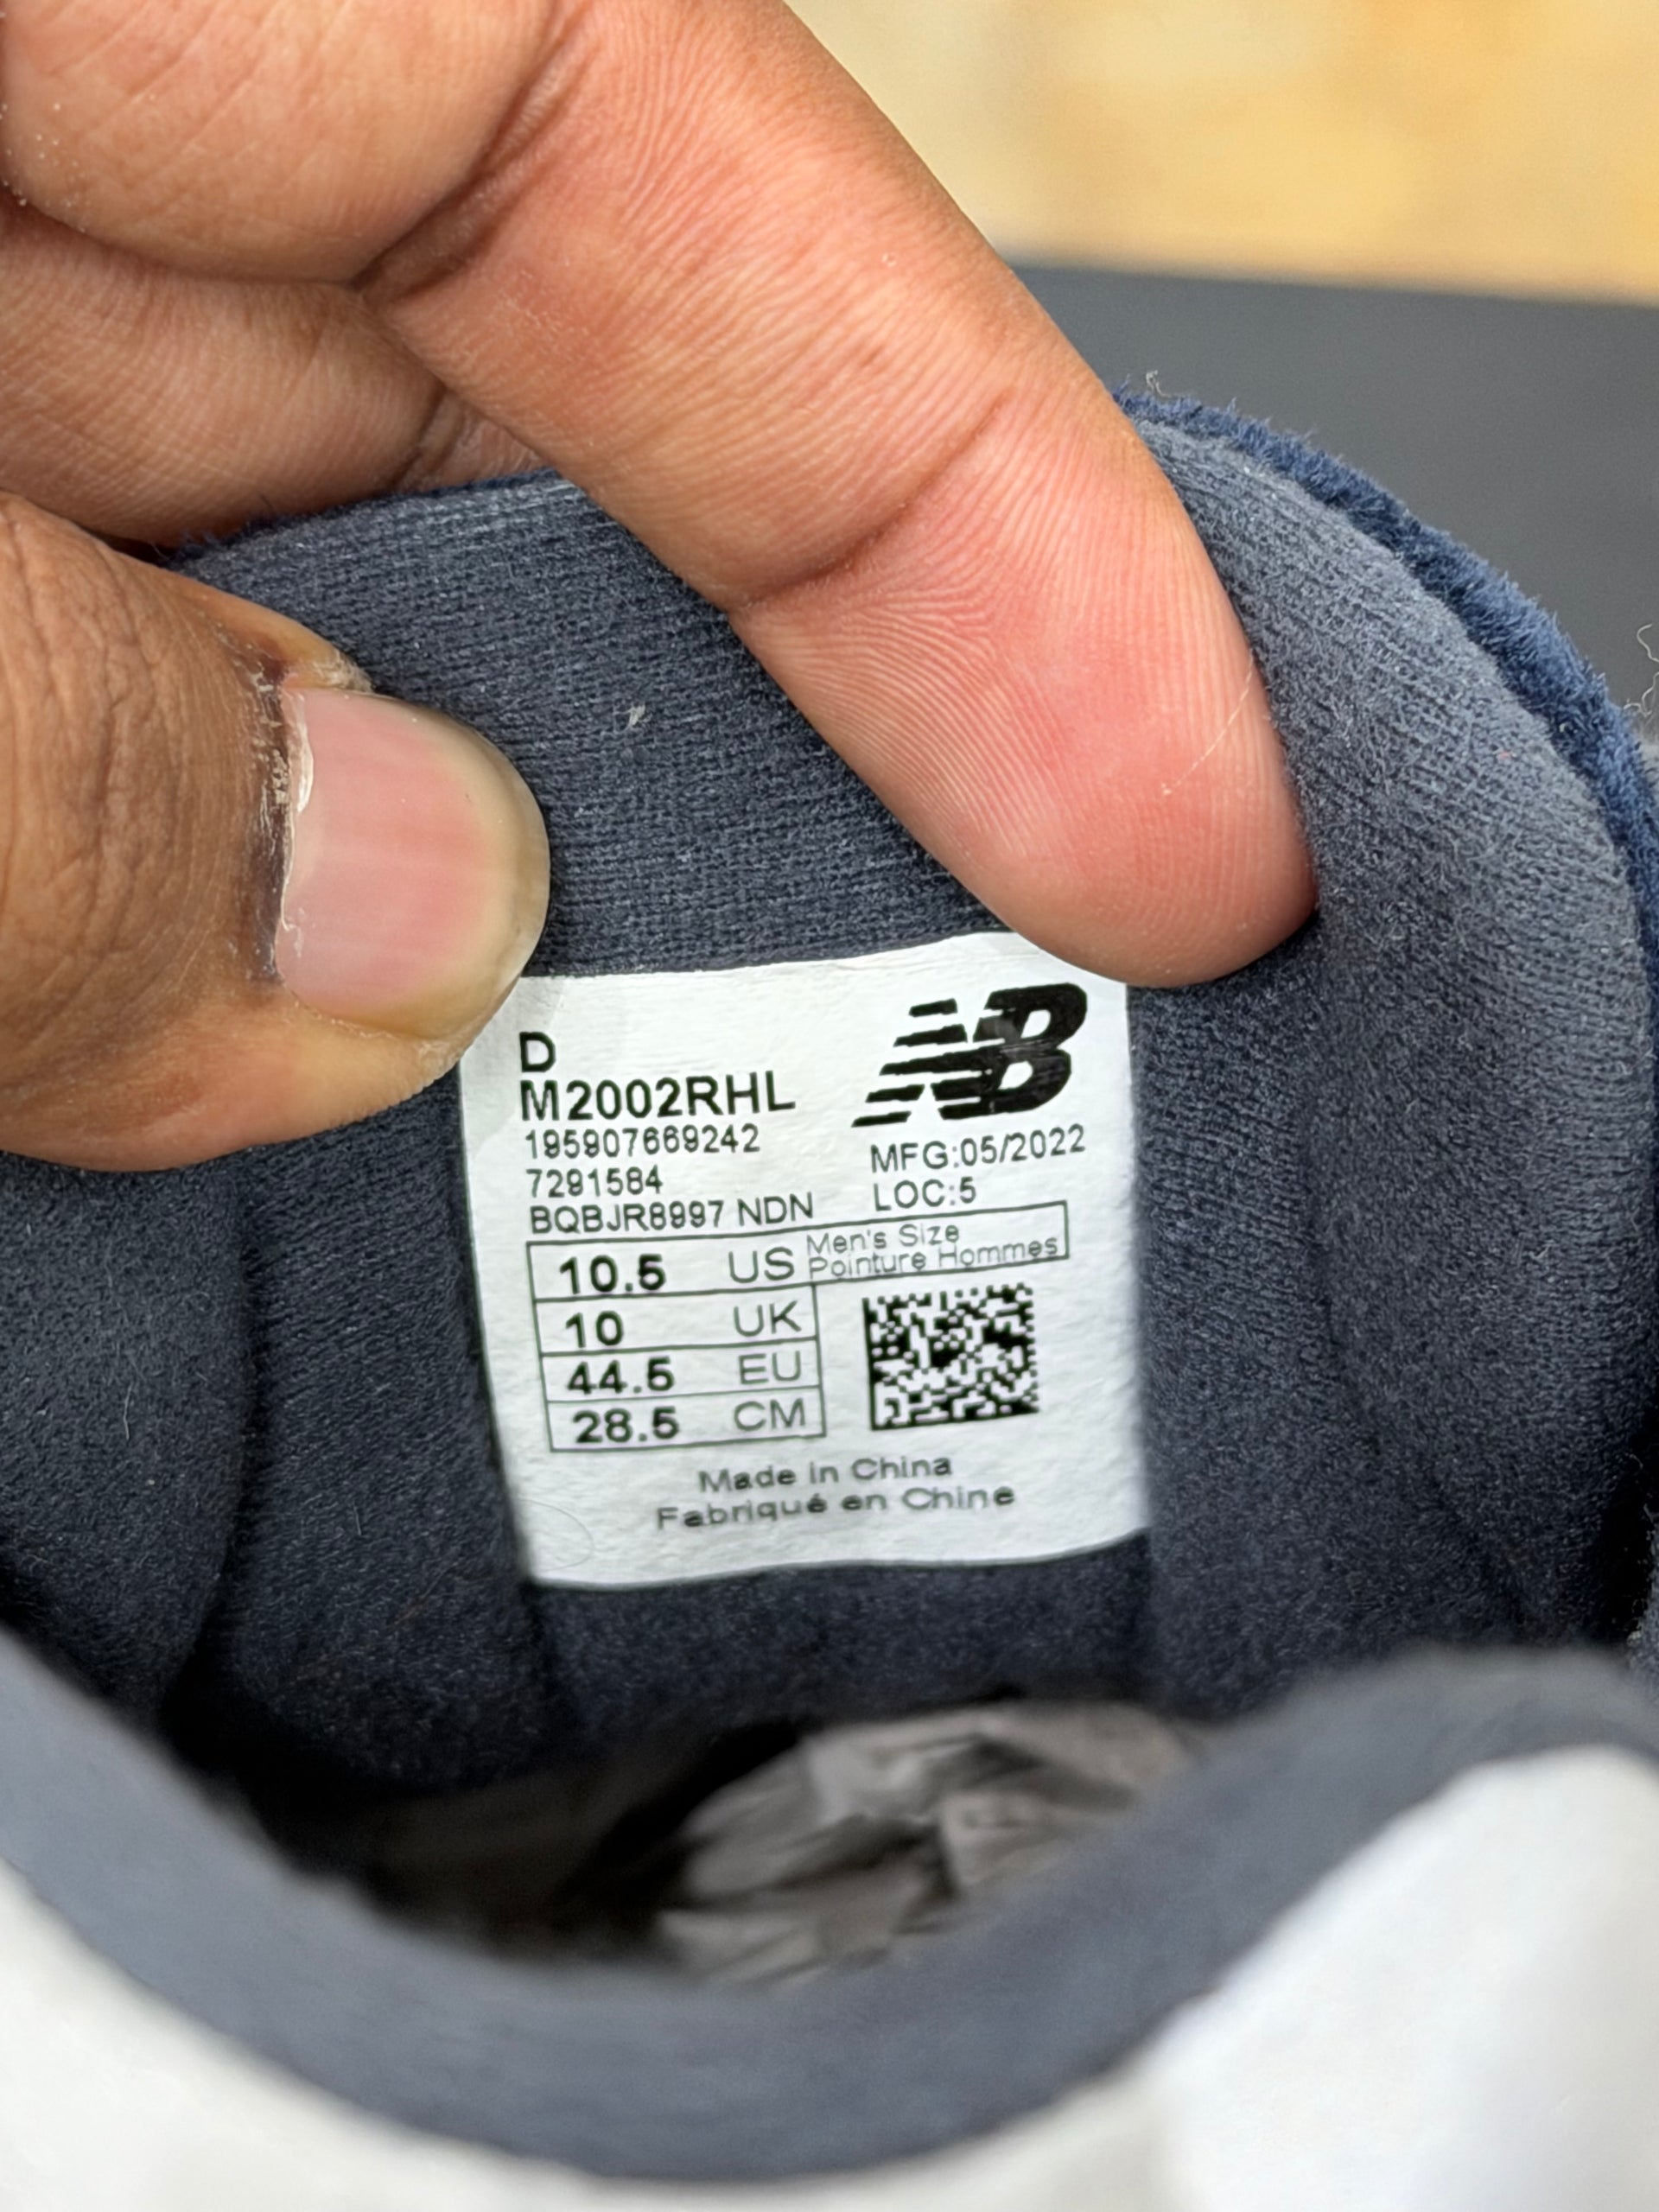 D
M2002RHL
195907669242
7291584
BQBJR8997 NDN
NB
MFG:05/2022
LOC:5
10.5 US Men's Size
Pointure Hommes
10 UK
44.5 EU
28.5 CM
Made in China
Fabriqué en Chine